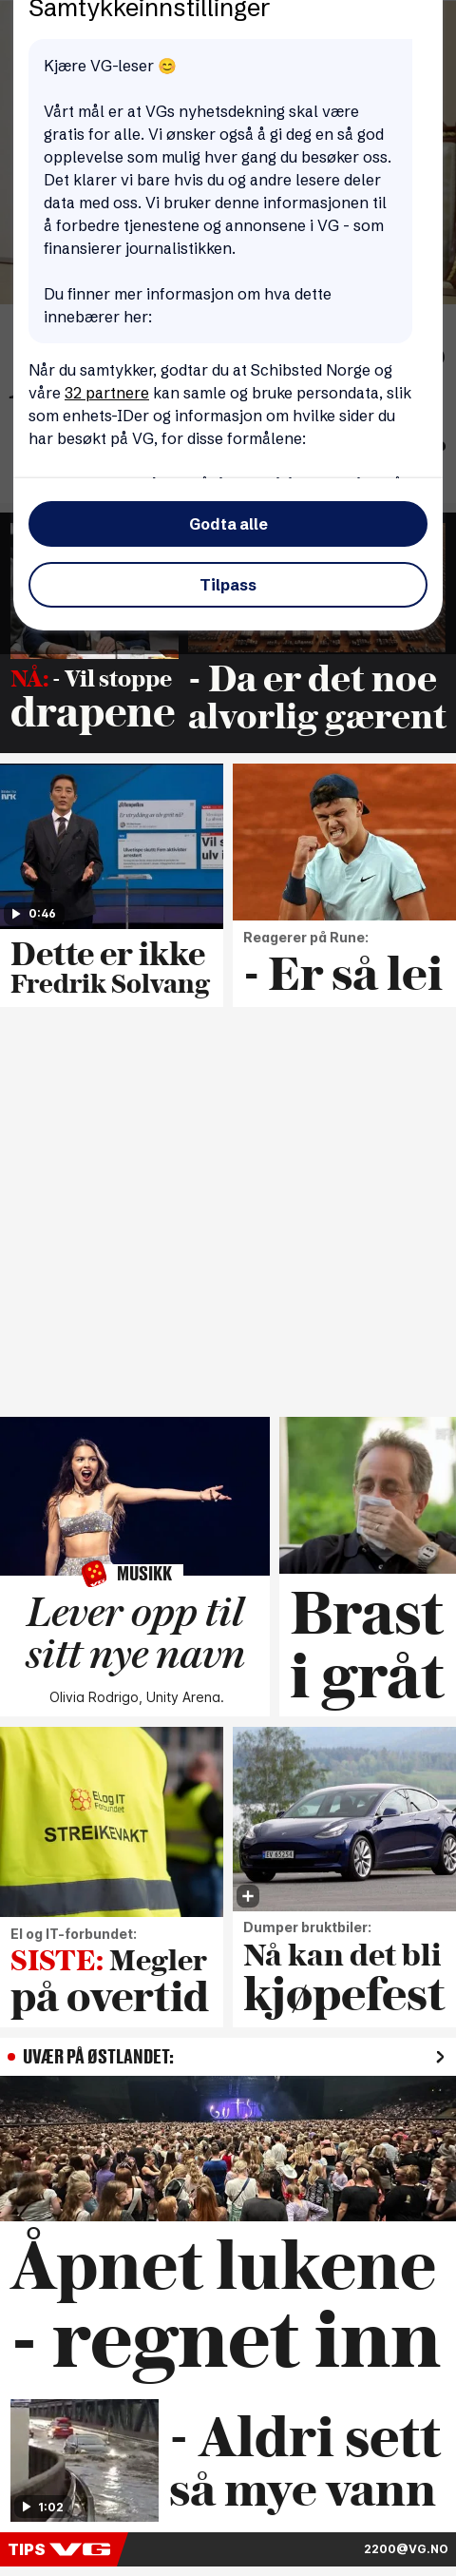 Samtykkeinnstillinger
Kjære VG-leser 😊
Vårt mål er at VGs nyhetsdekning skal være
gratis for alle. Vi ønsker også å gi deg en så god
opplevelse som mulig hver gang du besøker oss.
Det klarer vi bare hvis du og andre lesere deler
data med oss. Vi bruker denne informasjonen til
å forbedre tjenestene og annonsene i VG - som
finansierer journalistikken.
Du finner mer informasjon om hva dette
innebærer her:
Når du samtykker, godtar du at Schibsted Norge og
våre 32 partnere kan samle og bruke persondata, slik
som enhets-IDer og informasjon om hvilke sider du
har besøkt på VG, for disse formålene:
Godta alle
Tilpass
NÅ: - Vil stoppe
drapene
- Da er det noe
alvorlig gærent
0:46
Dette er ikke
Fredrik Solvang
Reagerer på Rune:
- Er så lei
MUSIKK
Lever opp til
sitt nye navn
Olivia Rodrigo, Unity Arena.
Brast
i gråt
ELogIT
Forbundet
STREIKEVAKT
El og IT-forbundet:
SISTE: Megler
på overtid
Dumper bruktbiler:
Nå kan det bli
kjøpefest
UVÆR PÅ ØSTLANDET:
Åpnet lukene
- regnet inn
1:02
- Aldri sett
så mye vann
TIPS VG
2200@VG.NO